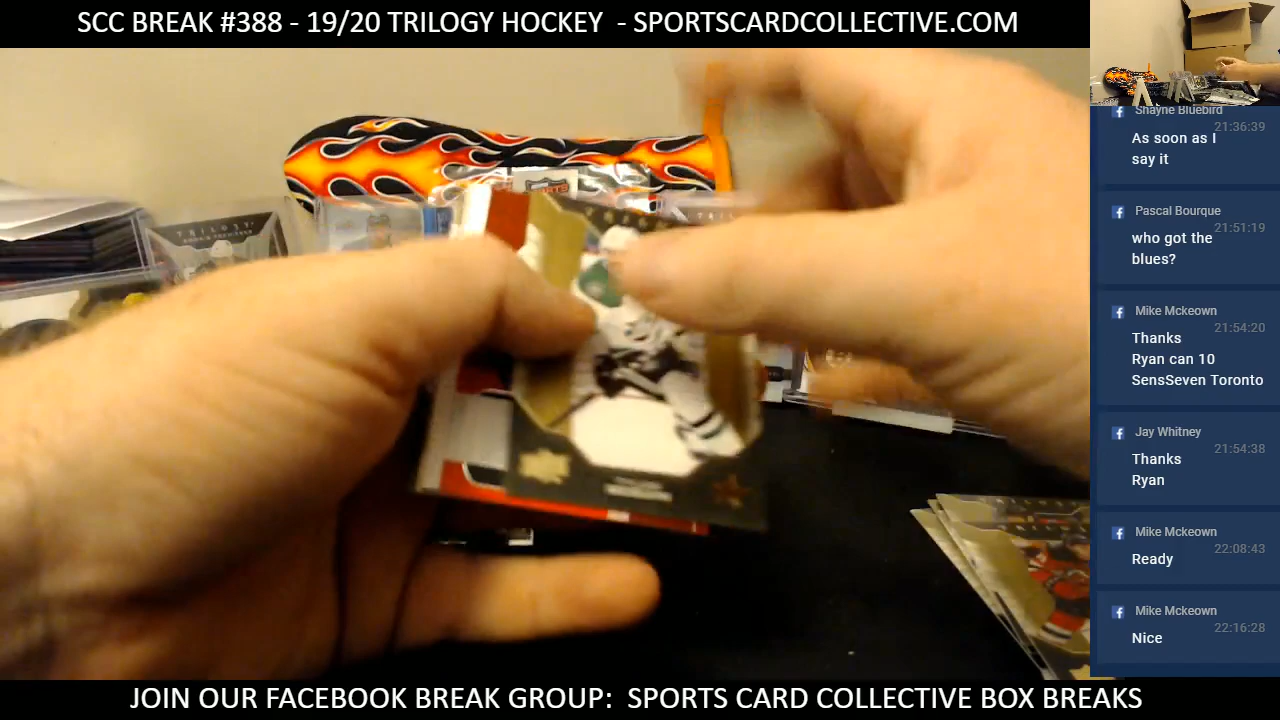 SCC BREAK #388 - 19/20 TRILOGY HOCKEY - SPORTSCARDCOLLECTIVE.COM
Shayne Bluebird
21:36:39
As soon as I
say it
Pascal Bourque
21:51:19
who got the
blues?
Mike Mckeown
21:54:20
Thanks
Ryan can 10
SensSeven Toronto
Jay Whitney
21:54:38
Thanks
Ryan
Mike Mckeown
22:08:43
Ready
Mike Mckeown
22:16:28
Nice
TRILOGY
JOIN OUR FACEBOOK BREAK GROUP: SPORTS CARD COLLECTIVE BOX BREAKS